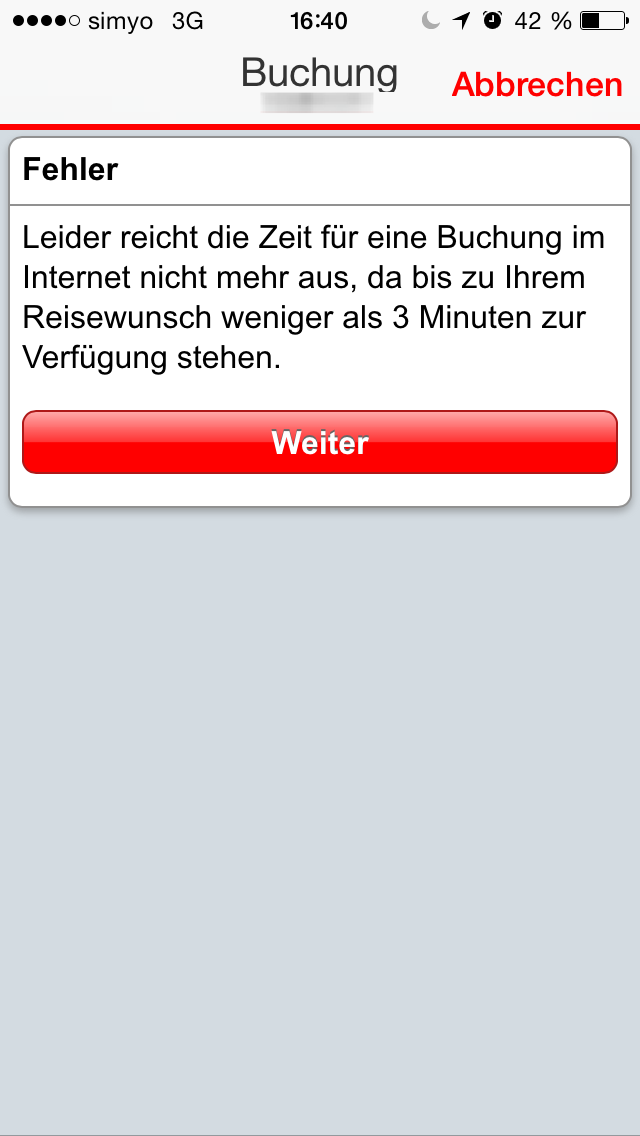 simyo 3G 16:40 42 %
Buchung
Abbrechen
Fehler
Leider reicht die Zeit für eine Buchung im
Internet nicht mehr aus, da bis zu Ihrem
Reisewunsch weniger als 3 Minuten zur
Verfügung stehen.
Weiter